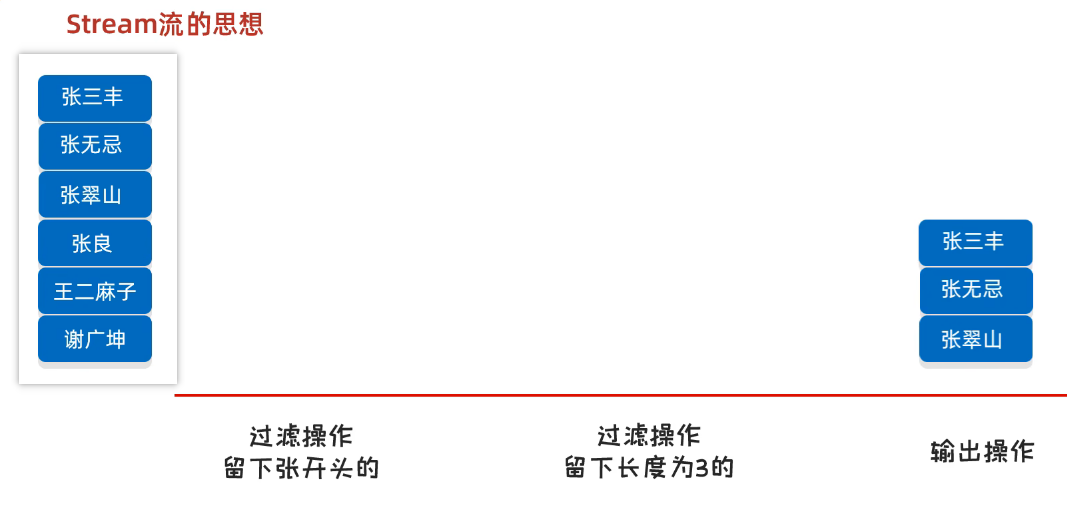 Stream流的思想
张三丰
张无忌
张翠山
张良
王二麻子
谢广坤
张三丰
张无忌
张翠山
过滤操作
留下张开头的
过滤操作
留下长度为3的
输出操作